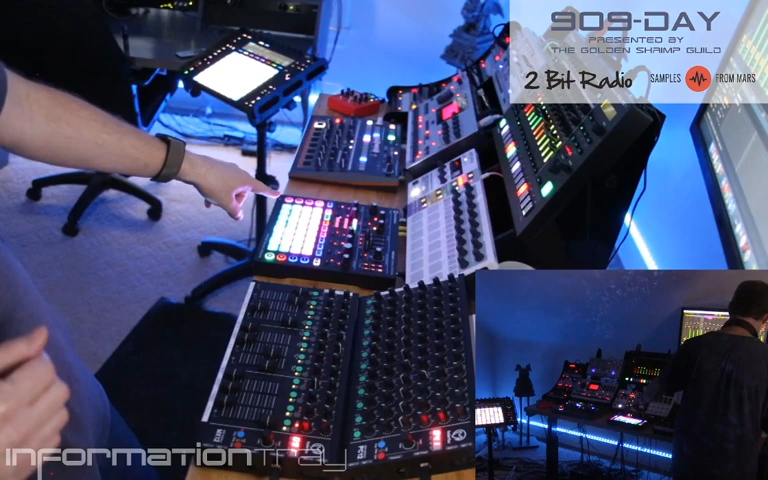 909-DAY
PRESENTED BY
THE GOLDEN SHRIMP GUILD
2 Bit Radio
SAMPLES FROM MARS
informationTray